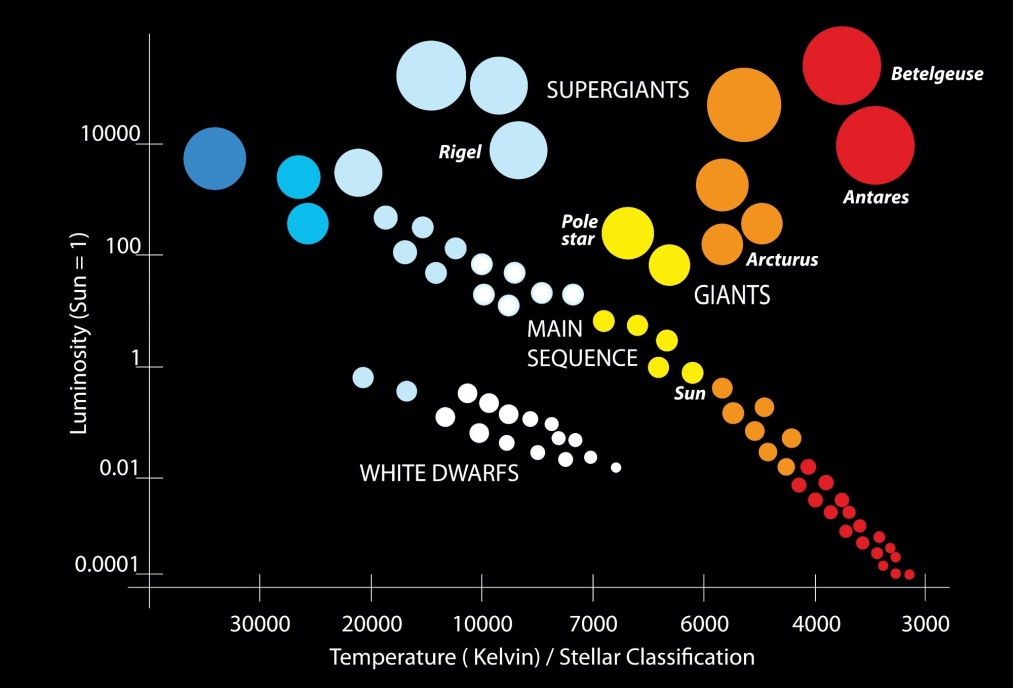 SUPERGIANTS
Betelgeuse
10000
Rigel
Antares
Pole
star
100
Arcturus
GIANTS
Luminosity (Sun = 1)
MAIN
SEQUENCE
1
Sun
WHITE DWARFS
0.01
0.0001
30000 20000 10000 7000 6000 4000 3000
Temperature ( Kelvin) / Stellar Classification